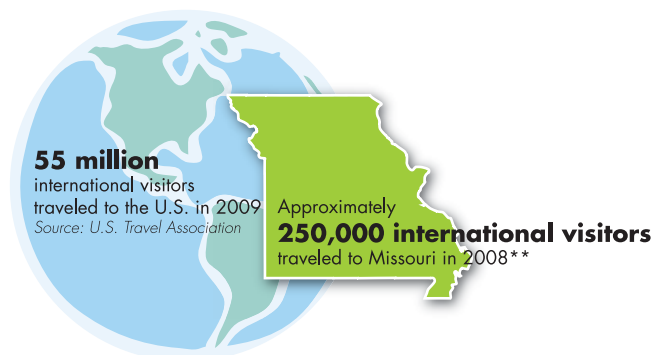 55 million
international visitors
traveled to the U.S. in 2009
Source: U.S. Travel Association
Approximately
250,000 international visitors
traveled to Missouri in 2008**